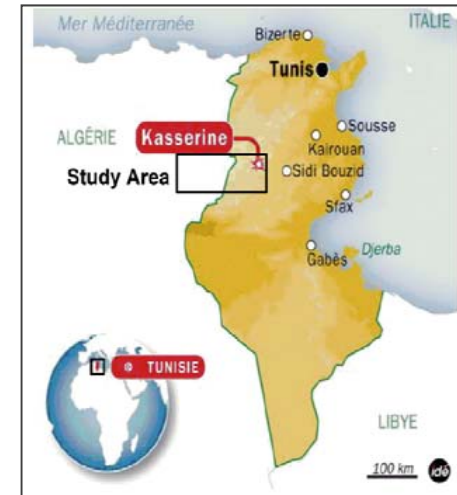 Mer Méditerranée
ITALIE
Bizerte
Tunis
ALGÉRIE
Kasserine
Sousse
Kairouan
Study Area
Sidi Bouzid
Sfax
Gabès
Djerba
TUNISIE
LIBYE
100 km
idé